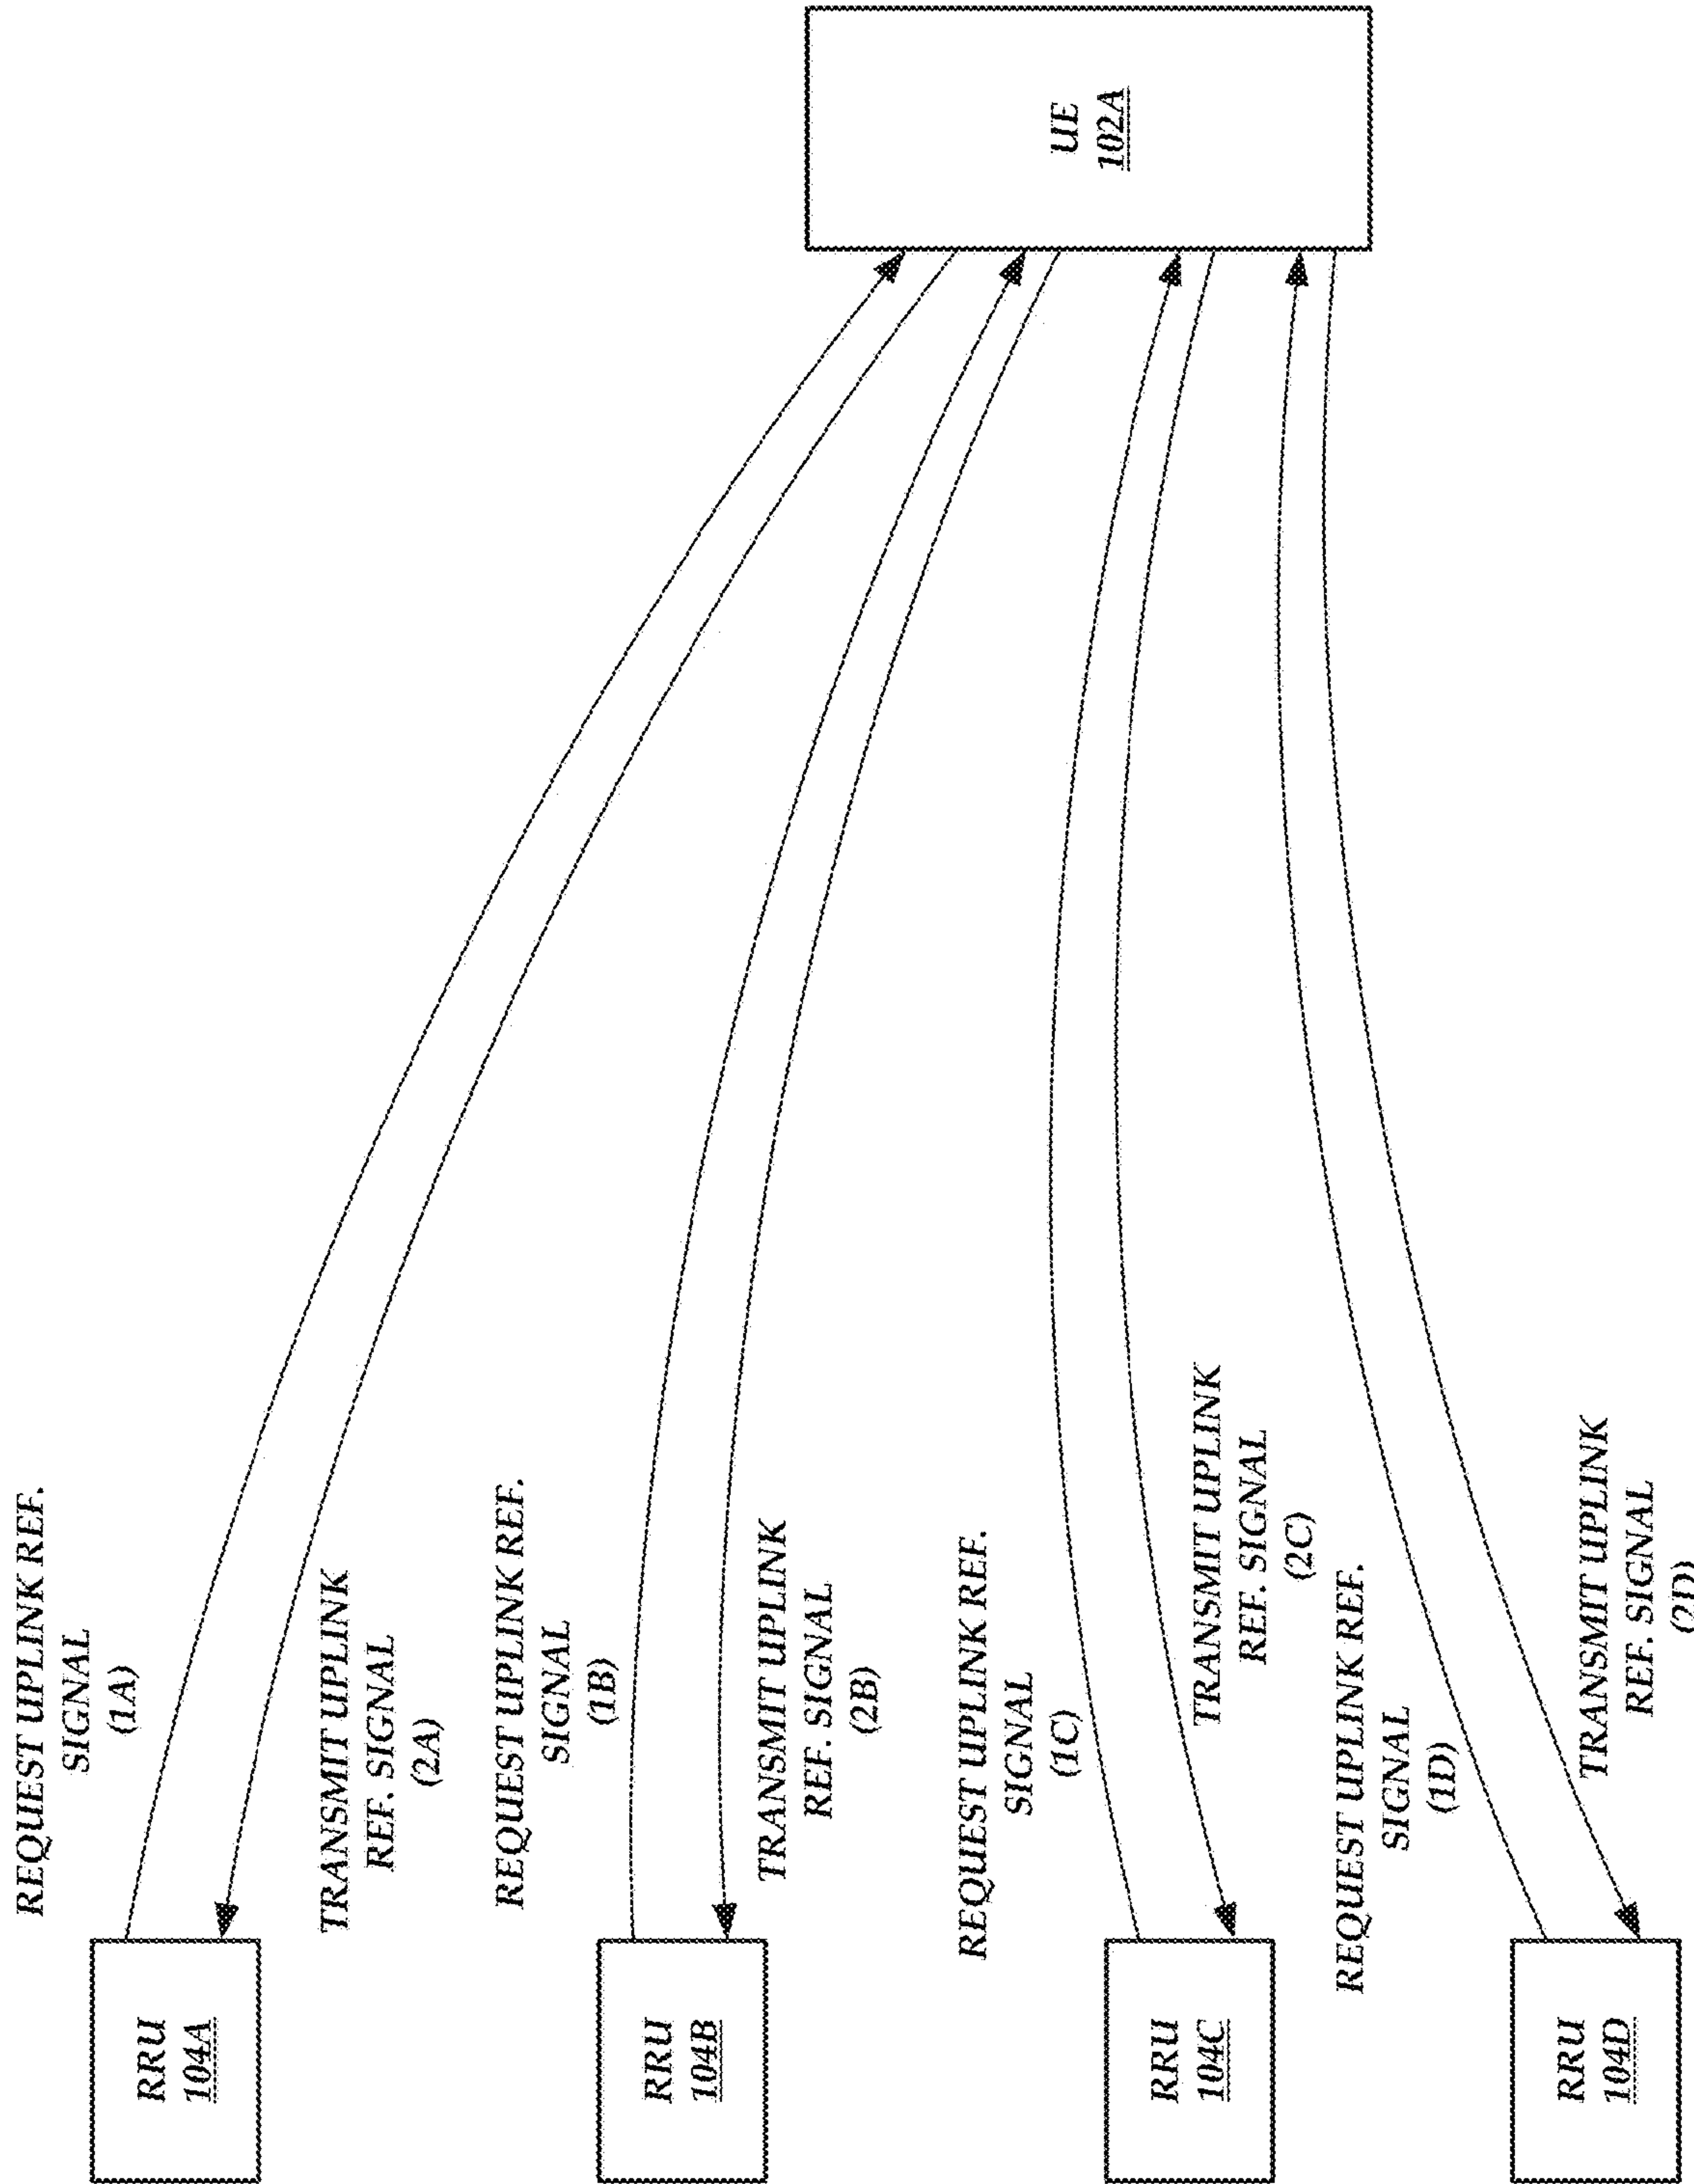 REQUEST UPLINK REF.
SIGNAL
(1A)
RRU
104A
TRANSMIT UPLINK
REF. SIGNAL
(2A)
REQUEST UPLINK REF.
SIGNAL
(1B)
RRU
104B
TRANSMIT UPLINK
REF. SIGNAL
(2B)
UE
102A
REQUEST UPLINK REF.
SIGNAL
(1C)
RRU
104C
TRANSMIT UPLINK
REF. SIGNAL
(2C)
REQUEST UPLINK REF.
SIGNAL
(1D)
RRU
104D
TRANSMIT UPLINK
REF. SIGNAL
(2D)